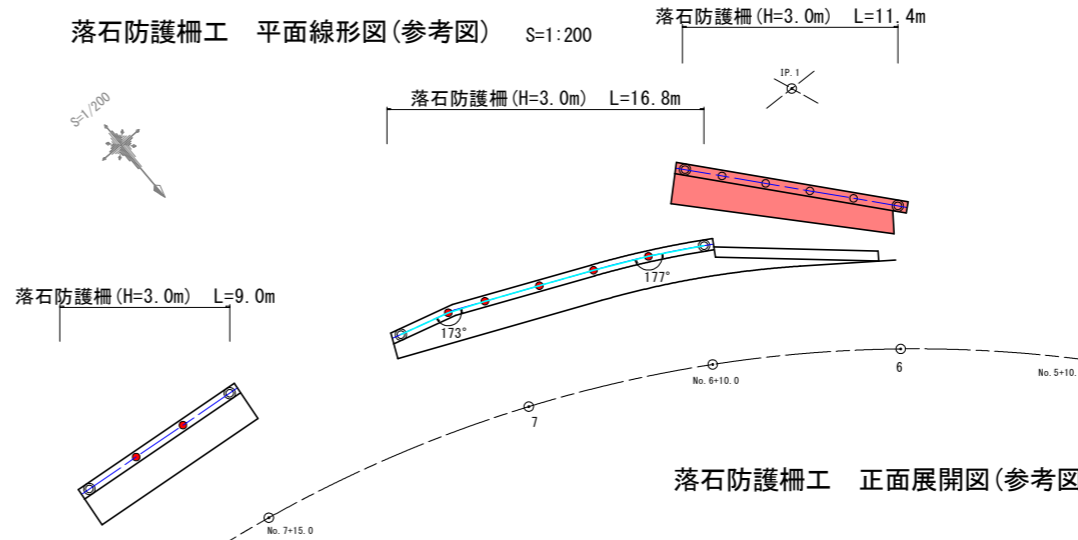 落石防護柵工　平面線形図(参考図)　S=1:200
落石防護柵(H=3.0m)　L=11.4m
IP.1
S=1/200
落石防護柵(H=3.0m)　L=16.8m
177°
落石防護柵(H=3.0m)　L=9.0m
173°
No.6+10.0
6
No.5+10.
7
落石防護柵工　正面展開図(参考図
No.7+15.0